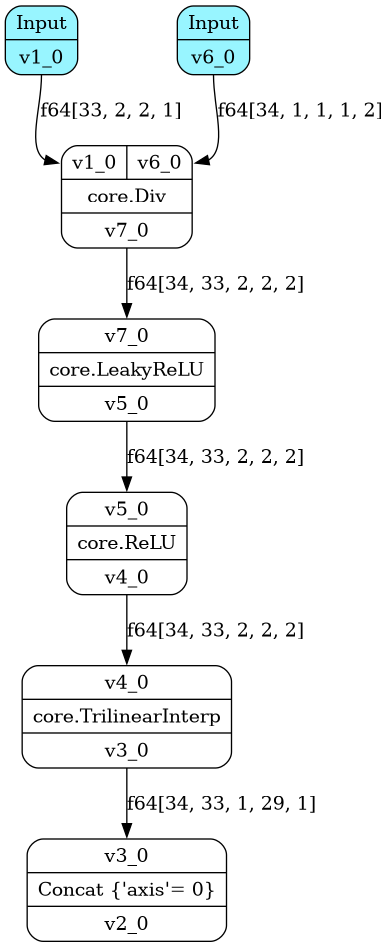 Input
v1_0
Input
v6_0
f64[33, 2, 2, 1]
f64[34, 1, 1, 1, 2]
v1_0
v6_0
core.Div
v7_0
f64[34, 33, 2, 2, 2]
v7_0
core.LeakyReLU
v5_0
f64[34, 33, 2, 2, 2]
v5_0
core.ReLU
v4_0
f64[34, 33, 2, 2, 2]
v4_0
core.TrilinearInterp
v3_0
f64[34, 33, 1, 29, 1]
v3_0
Concat {'axis'= 0}
v2_0